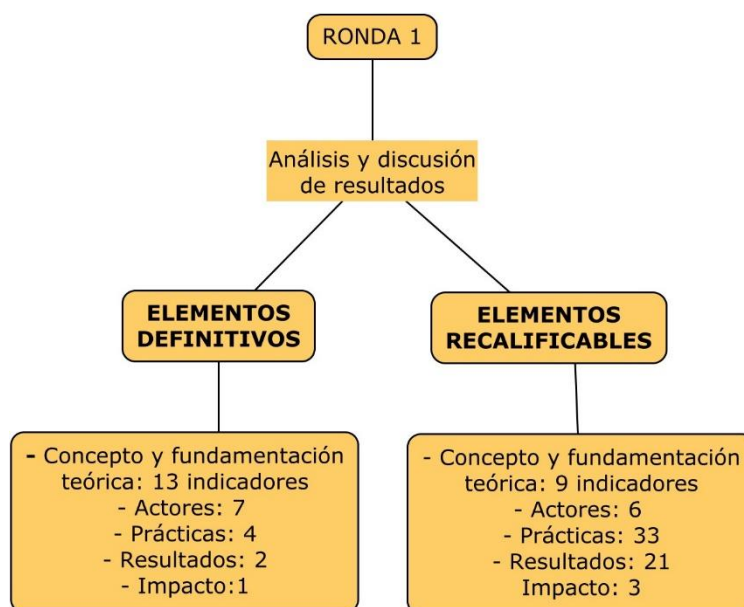 RONDA 1
Análisis y discusión
de resultados
ELEMENTOS
DEFINITIVOS
- Concepto y fundamentación
teórica: 13 indicadores
- Actores: 7
- Prácticas: 4
- Resultados: 2
- Impacto:1
ELEMENTOS
RECALIFICABLES
- Concepto y fundamentación
teórica: 9 indicadores
- Actores: 6
- Prácticas: 33
- Resultados: 21
Impacto: 3